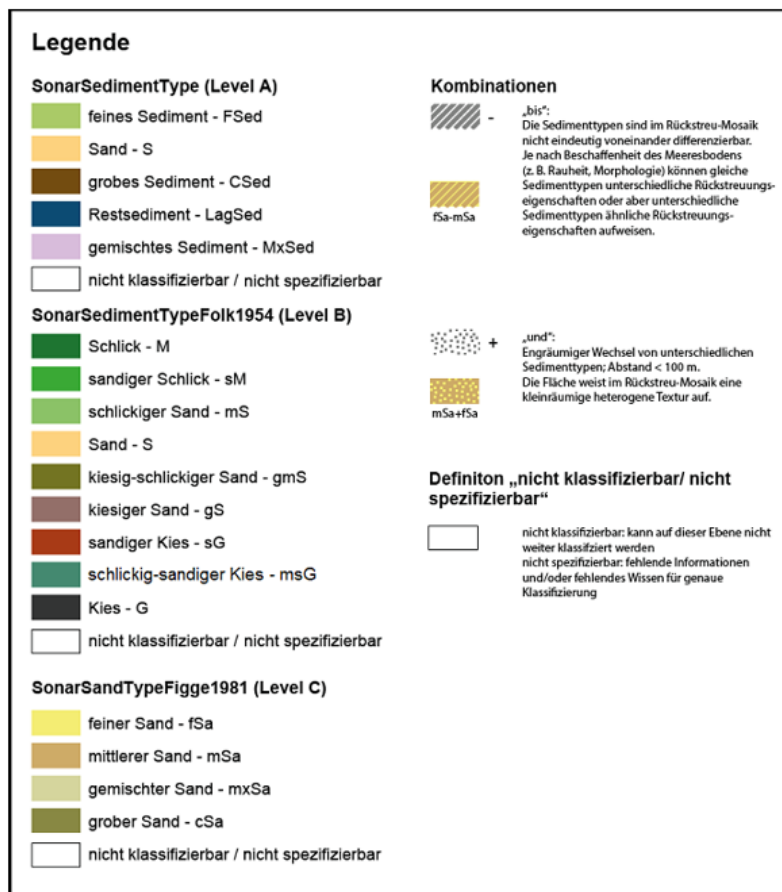 Legende
SonarSedimentType (Level A)
feines Sediment - FSed
Sand - S
grobes Sediment - CSed
Restsediment - LagSed
gemischtes Sediment - MxSed
nicht klassifizierbar / nicht spezifizierbar
SonarSedimentTypeFolk1954 (Level B)
Schlick - M
sandiger Schlick - sM
schlickiger Sand - mS
Sand - S
kiesig-schlickiger Sand - gmS
kiesiger Sand - gS
sandiger Kies - sG
schlickig-sandiger Kies - msG
Kies - G
nicht klassifizierbar / nicht spezifizierbar
SonarSandTypeFigge1981 (Level C)
feiner Sand - fSa
mittlerer Sand - mSa
gemischter Sand - mxSa
grober Sand - cSa
nicht klassifizierbar / nicht spezifizierbar
Kombinationen
-
„bis“:
Die Sedimenttypen sind im Rückstreu-Mosaik
nicht eindeutig voneinander differenzierbar.
Je nach Beschaffenheit des Meeresbodens
(z. B. Rauheit, Morphologie) können gleiche
Sedimenttypen unterschiedliche Rückstreuungs-
eigenschaften oder aber unterschiedliche
Sedimenttypen ähnliche Rückstreuungs-
eigenschaften aufweisen.
fSa-mSa
+
„und“:
Engräumiger Wechsel von unterschiedlichen
Sedimenttypen; Abstand < 100 m.
Die Fläche weist im Rückstreu-Mosaik eine
kleinräumige heterogene Textur auf.
mSa+fSa
Definiton „nicht klassifizierbar/ nicht
spezifizierbar“
nicht klassifizierbar: kann auf dieser Ebene nicht
weiter klassifziert werden
nicht spezifizierbar: fehlende Informationen
und/oder fehlendes Wissen für genaue
Klassifizierung